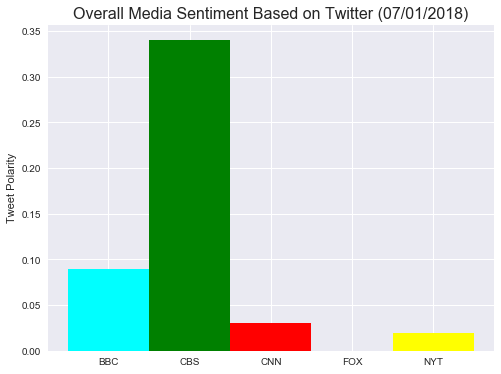 Overall Media Sentiment Based on Twitter (07/01/2018)
Tweet Polarity
0.35
0.30
0.25
0.20
0.15
0.10
0.05
0.00
BBC CBS CNN FOX NYT